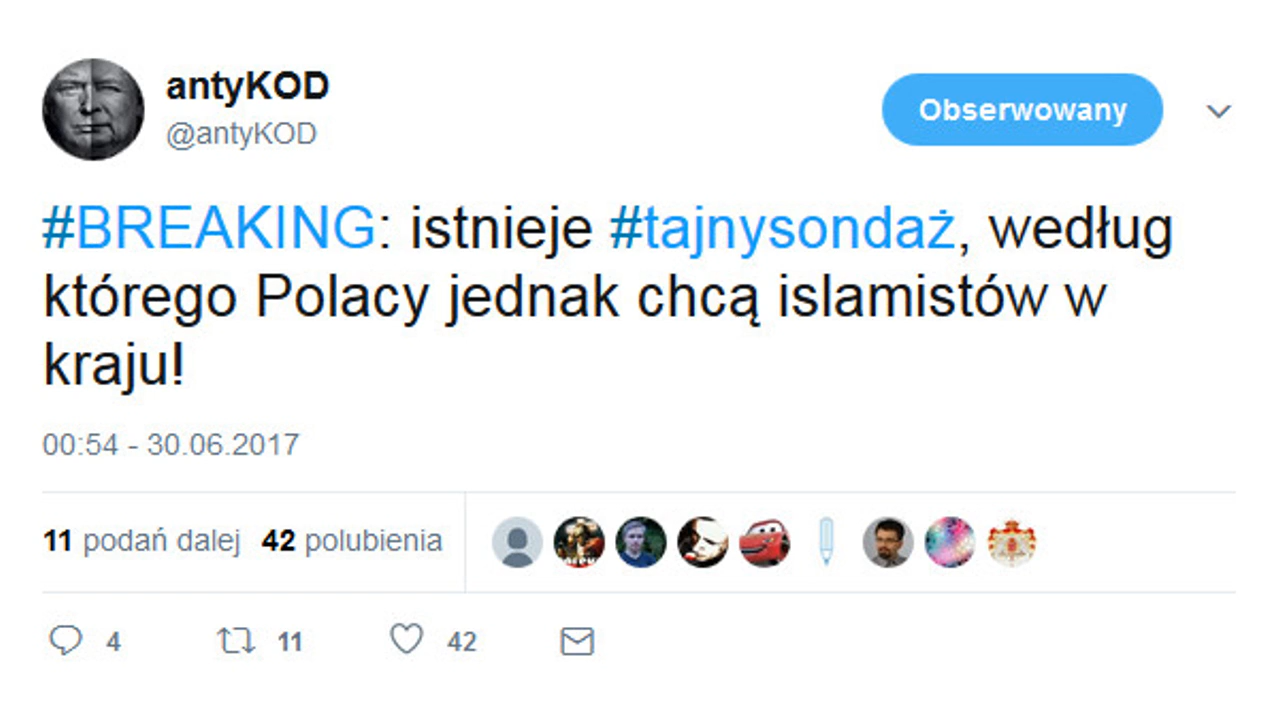 antyKOD
@antyKOD
Obserwowany
#BREAKING: istnieje #tajnysondaż, według
którego Polacy jednak chcą islamistów w
kraju!
00:54 - 30.06.2017
11 podań dalej 42 polubienia
4 11 42